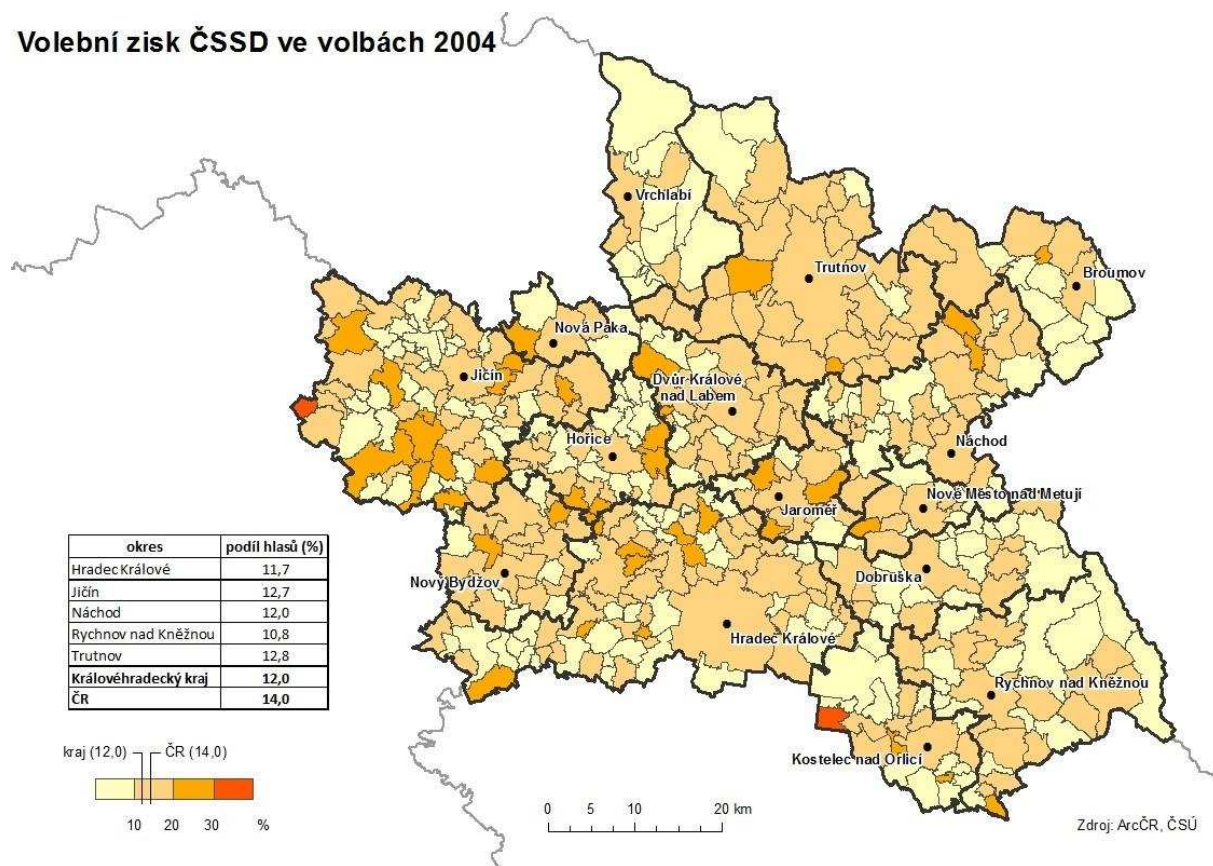 Volební zisk ČSSD ve volbách 2004
Vrchlabí
Trutnov
Broumov
Nová Páka
Jičín
Dvůr Králové
nad Labem
Hořice
Náchod
Nové Město nad Metují
Jaroměř
Dobruška
Nový Bydžov
Hradec Králové
Rychnov nad Kněžnou
Kostelec nad Orlicí
okres podíl hlasů (%)
Hradec Králové 11,7
Jičín 12,7
Náchod 12,0
Rychnov nad Kněžnou 10,8
Trutnov 12,8
Královéhradecký kraj 12,0
ČR 14,0
kraj (12,0) ČR (14,0)
10 20 30 %
0 5 10 20 km
Zdroj: ArcČR, ČSÚ